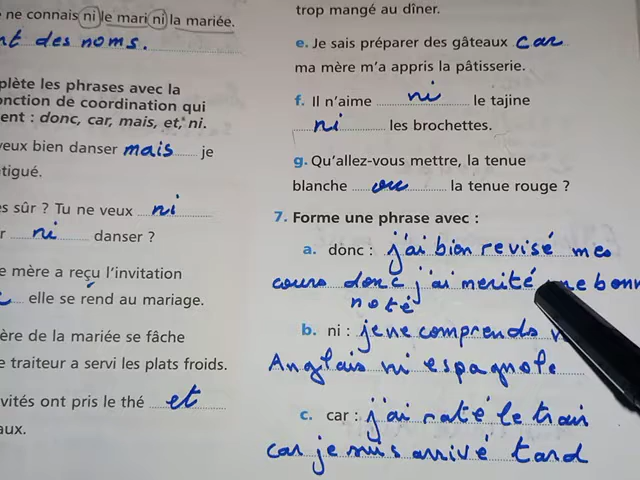 ne connais ni le mari ni la mariée.
nt des noms.
plète les phrases avec la
onction de coordination qui
ent : donc, car, mais, et, ni.
veux bien danser mais je
tigué.
s sûr ? Tu ne veux ni
r ni danser ?
e mère a reçu l'invitation
elle se rend au mariage.
ère de la mariée se fâche
e traiteur a servi les plats froids.
vités ont pris le thé et
aux.
trop mangé au dîner.
e. Je sais préparer des gâteaux car
ma mère m'a appris la pâtisserie.
f. Il n'aime ni le tajine
ni les brochettes.
g. Qu'allez-vous mettre, la tenue
blanche ou la tenue rouge ?
7. Forme une phrase avec :
a. donc : j'ai bien revisé mes
cours donc j'ai merité ne bonn
noté
b. ni : je ne comprends n
Anglais ni espagnole
c. car : j'ai raté le train
car je suis arrivé tard